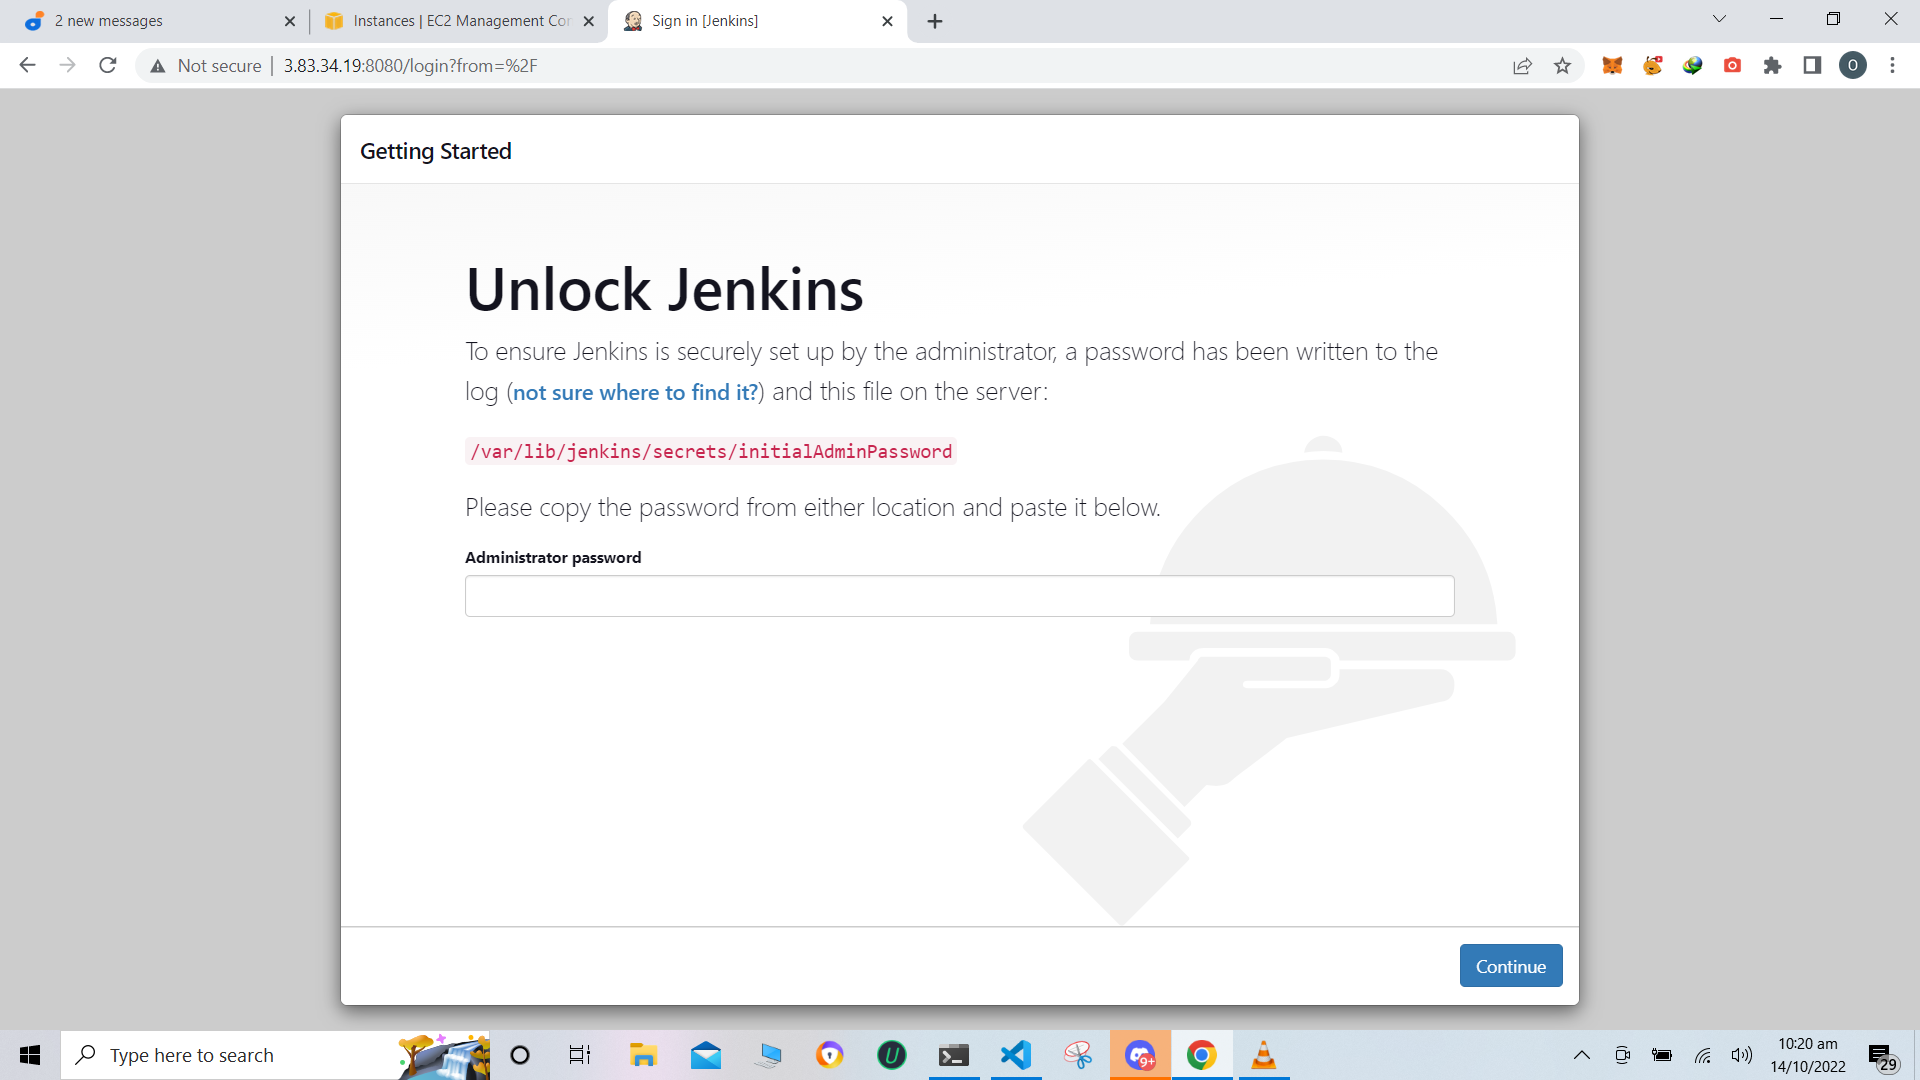 2 new messages
Instances | EC2 Management Con
Sign in [Jenkins]
Not secure
3.83.34.19:8080/login?from=%2F
O
Getting Started
Unlock Jenkins
To ensure Jenkins is securely set up by the administrator, a password has been written to the
log (not sure where to find it?) and this file on the server:
/var/lib/jenkins/secrets/initialAdminPassword
Please copy the password from either location and paste it below.
Administrator password
Continue
Type here to search
U
9+
10:20 am
14/10/2022
29